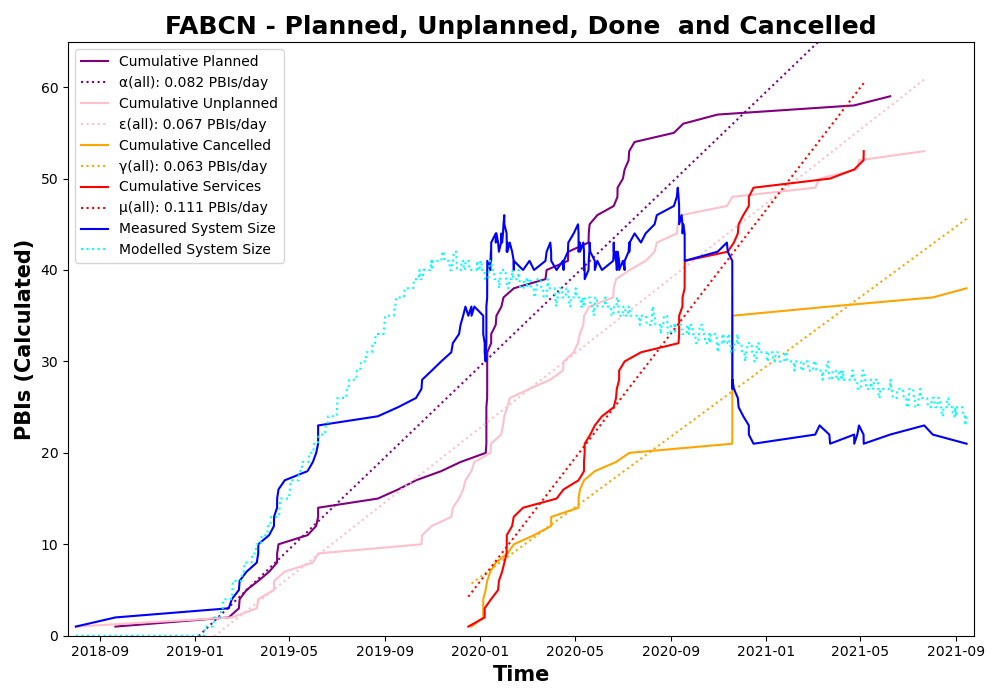 FABCN - Planned, Unplanned, Done  and Cancelled
Cumulative Planned
α(all): 0.082 PBIs/day
Cumulative Unplanned
ε(all): 0.067 PBIs/day
Cumulative Cancelled
γ(all): 0.063 PBIs/day
Cumulative Services
μ(all): 0.111 PBIs/day
Measured System Size
Modelled System Size
PBIs (Calculated)
60
50
40
30
20
10
0
2018-09 2019-01 2019-05 2019-09 2020-01 2020-05 2020-09 2021-01 2021-05 2021-09
Time